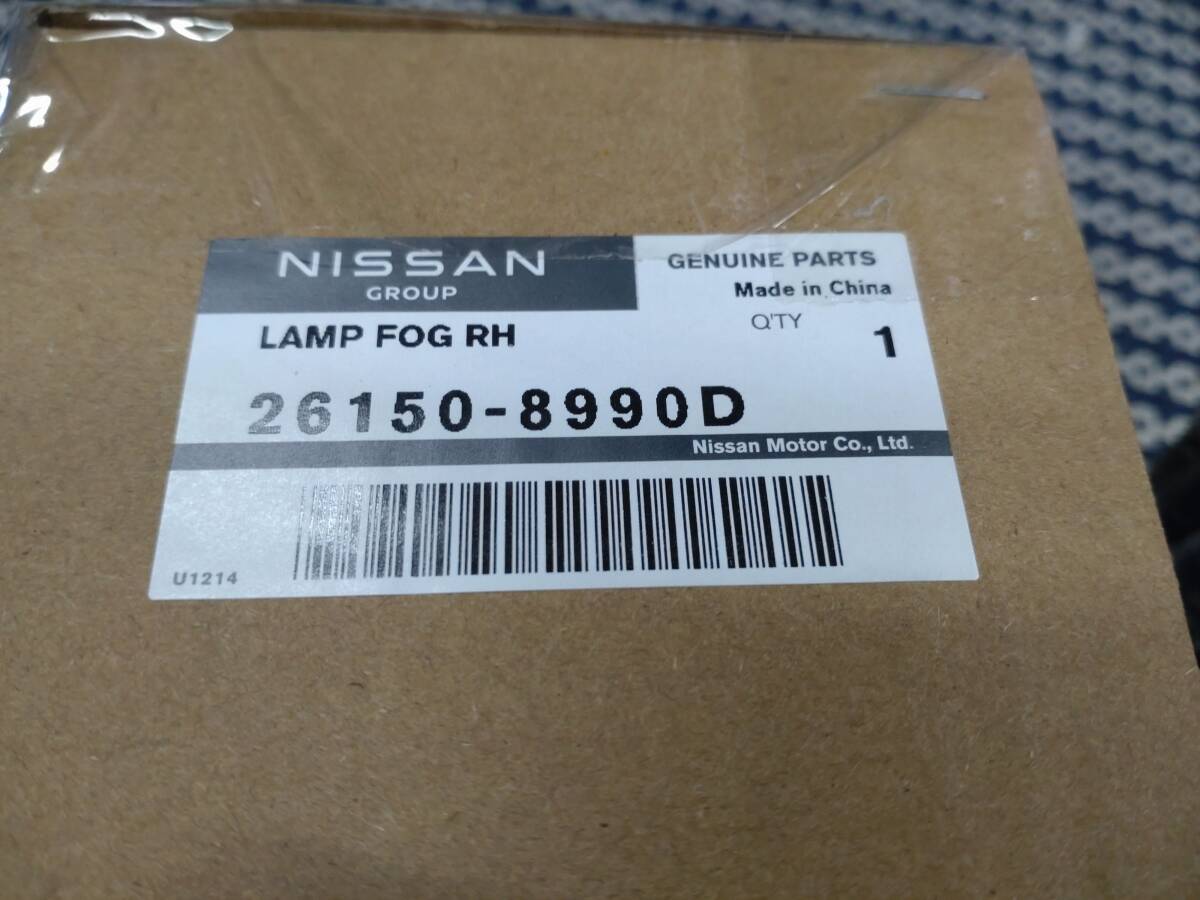 NISSAN
GROUP
GENUINE PARTS
Made in China
LAMP FOG RH
Q'TY 1
26150-8990D
Nissan Motor Co., Ltd.
U1214